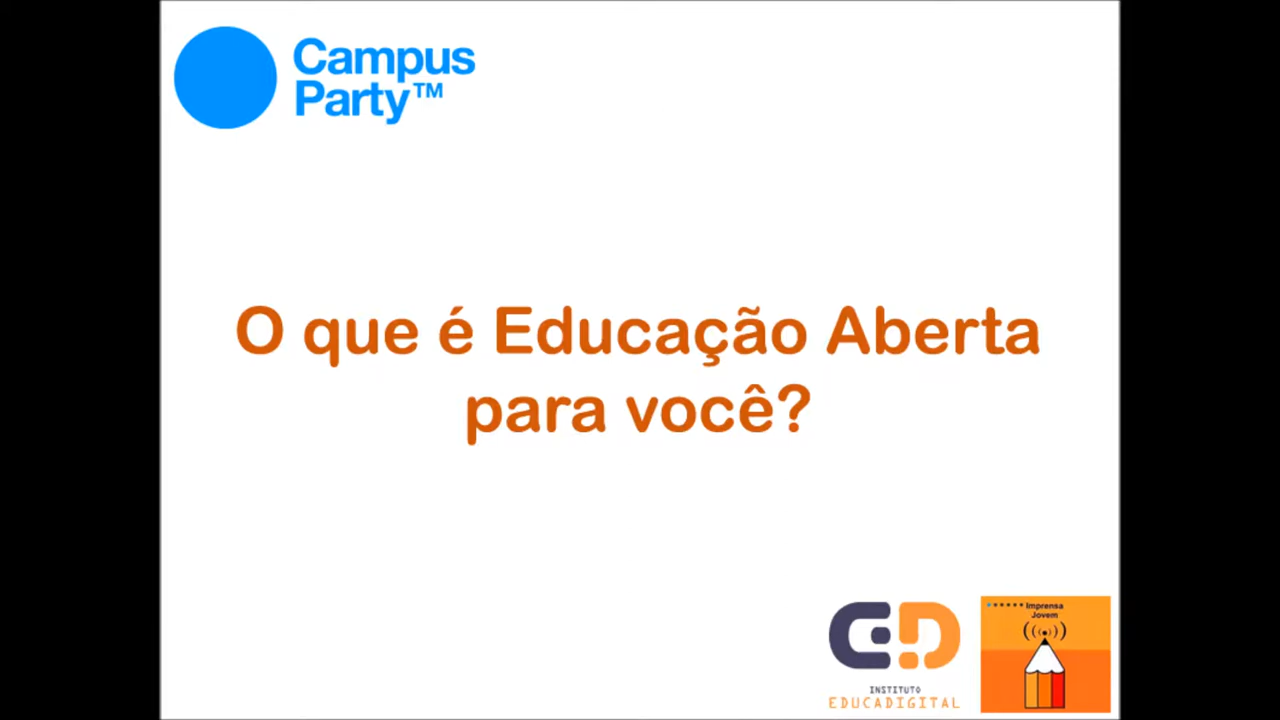 Campus
Party™
O que é Educação Aberta
para você?
Imprensa
Jovem
INSTITUTO
EDUCADIGITAL